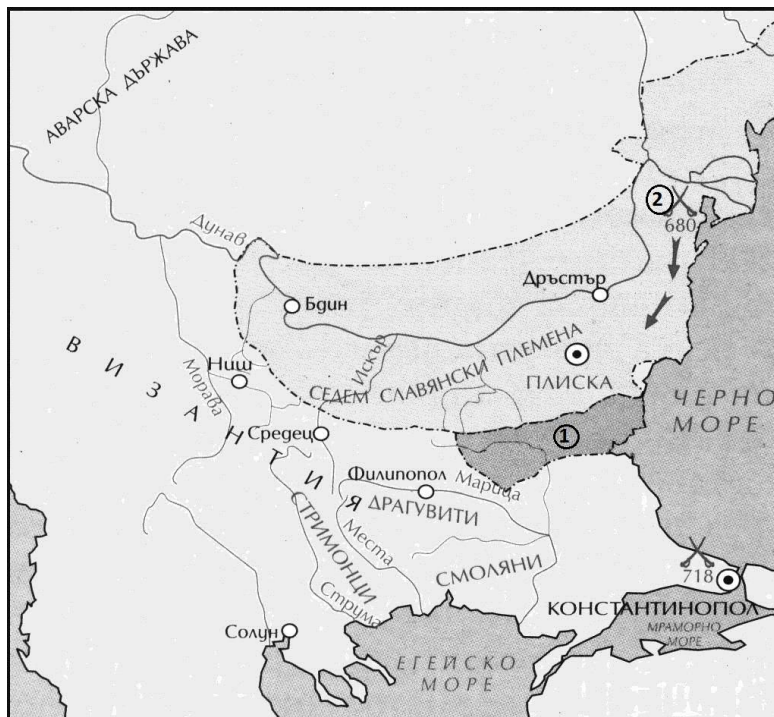 АВАРСКА ДЪРЖАВА
2
680
Дунав
Дръстър
Бдин
Искър
СЕДЕМ СЛАВЯНСКИ ПЛЕМЕНА
ПЛИСКА
Ниш
Морава
ВИЗАНТИЯ
ЧЕРНО
МОРЕ
Средец
1
Филипопол
Марица
ДРАГУВИТИ
СТРИМОНЦИ
Места
СМОЛЯНИ
718
КОНСТАНТИНОПОЛ
МРАМОРНО
МОРЕ
Струма
Солун
ЕГЕЙСКО
МОРЕ